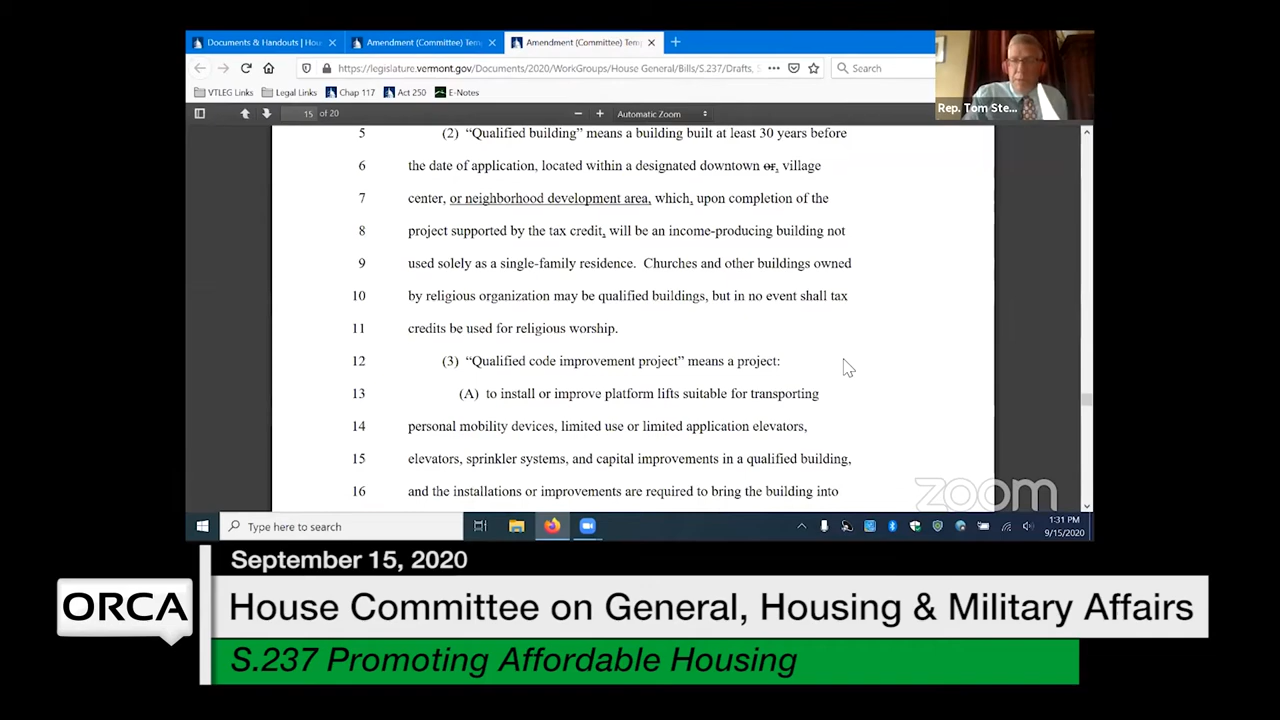 Documents & Handouts | Hou
Amendment (Committee) Tem
Amendment (Committee) Tem
https://legislature.vermont.gov/Documents/2020/WorkGroups/House General/Bills/S.237/Drafts, S
Search
VTLEG Links
Legal Links
Chap 117
Act 250
E-Notes
Rep. Tom Ste...
15 of 20
Automatic Zoom
5 (2) “Qualified building” means a building built at least 30 years before
6 the date of application, located within a designated downtown or, village
7 center, or neighborhood development area, which, upon completion of the
8 project supported by the tax credit, will be an income-producing building not
9 used solely as a single-family residence. Churches and other buildings owned
10 by religious organization may be qualified buildings, but in no event shall tax
11 credits be used for religious worship.
12 (3) “Qualified code improvement project” means a project:
13 (A) to install or improve platform lifts suitable for transporting
14 personal mobility devices, limited use or limited application elevators,
15 elevators, sprinkler systems, and capital improvements in a qualified building,
16 and the installations or improvements are required to bring the building into
zoom
Type here to search
1:31 PM
9/15/2020
September 15, 2020
ORCA
House Committee on General, Housing & Military Affairs
S.237 Promoting Affordable Housing